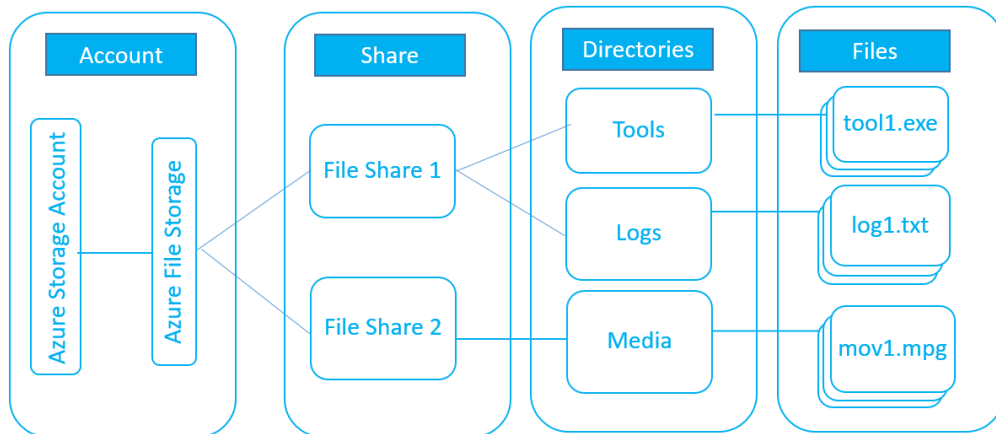 Account
Share
Directories
Files
Azure Storage Account
Azure File Storage
File Share 1
File Share 2
Tools
Logs
Media
tool1.exe
log1.txt
mov1.mpg